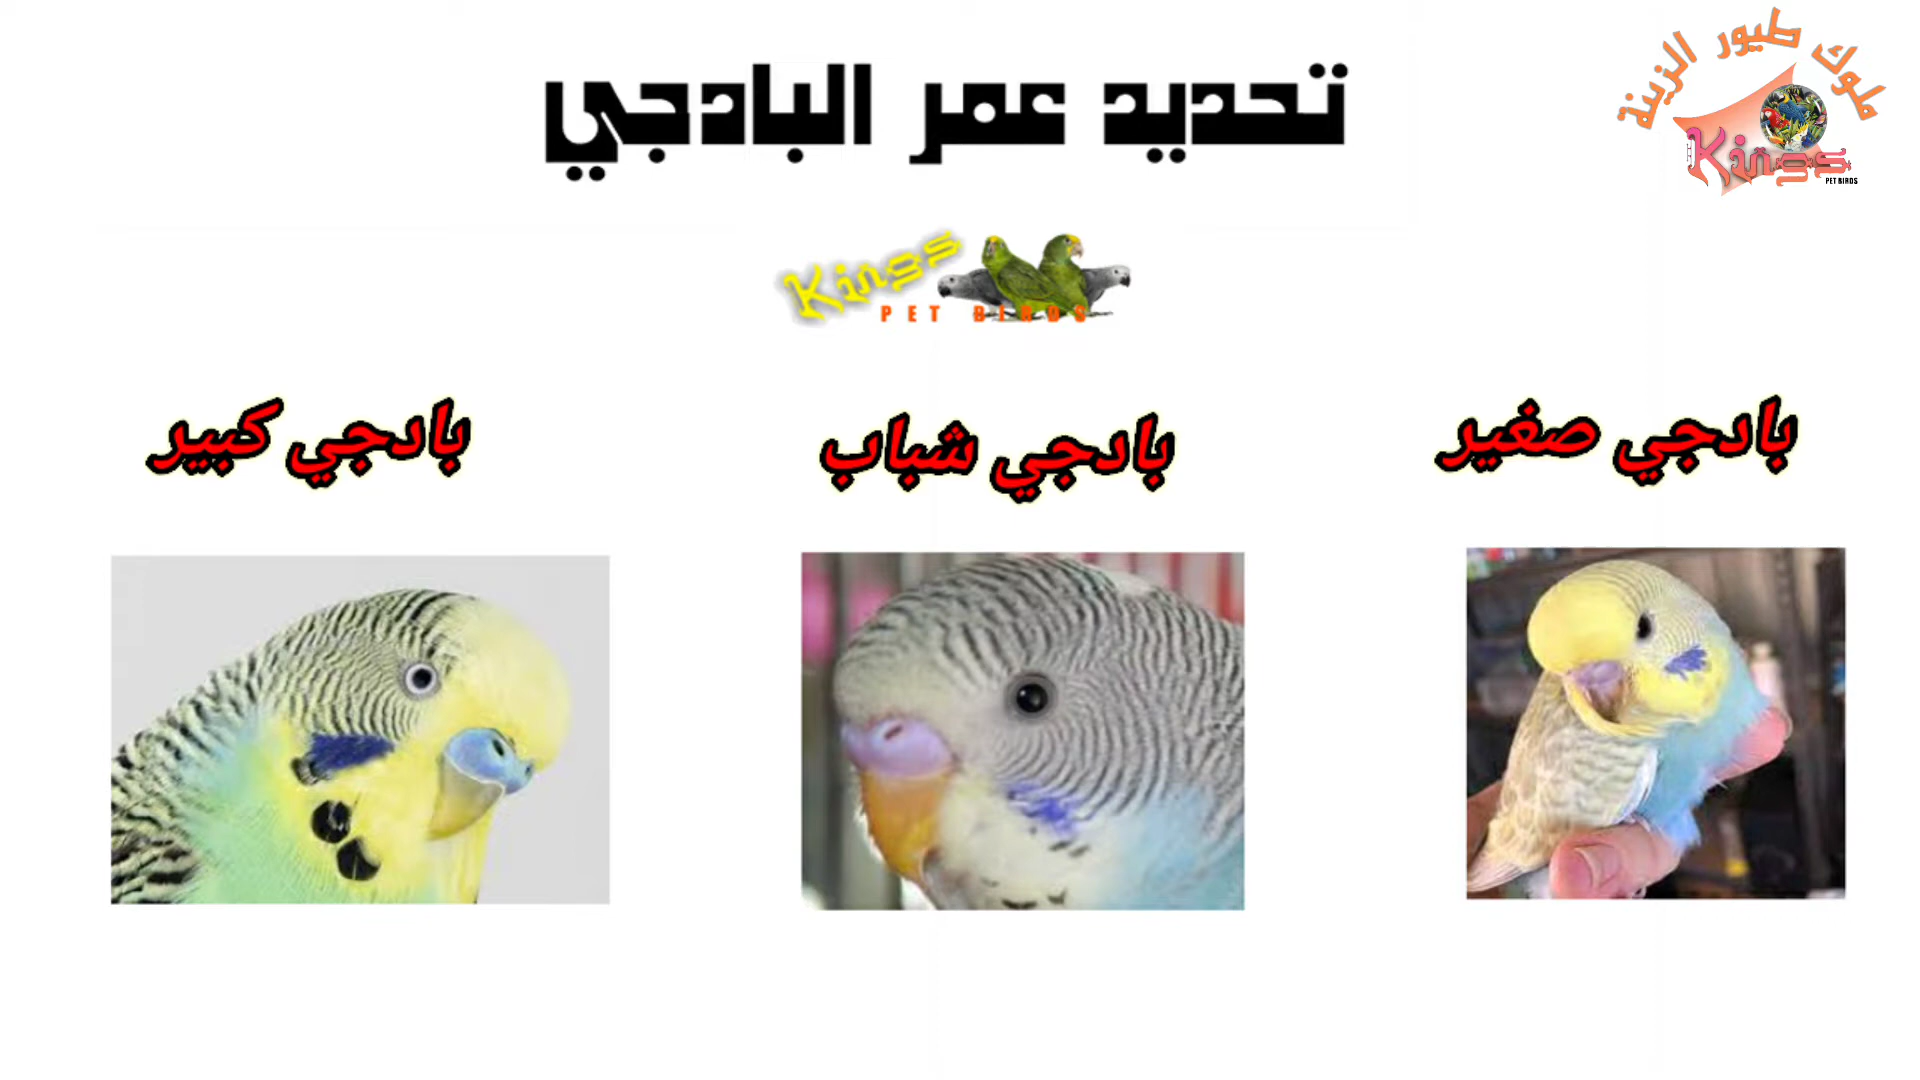 تحديد عمر البادجي
ملوك طيور الزينة
Kings
PET BIRDS
Kings
PET BIRDS
بادجي صغير
بادجي شباب
بادجي كبير